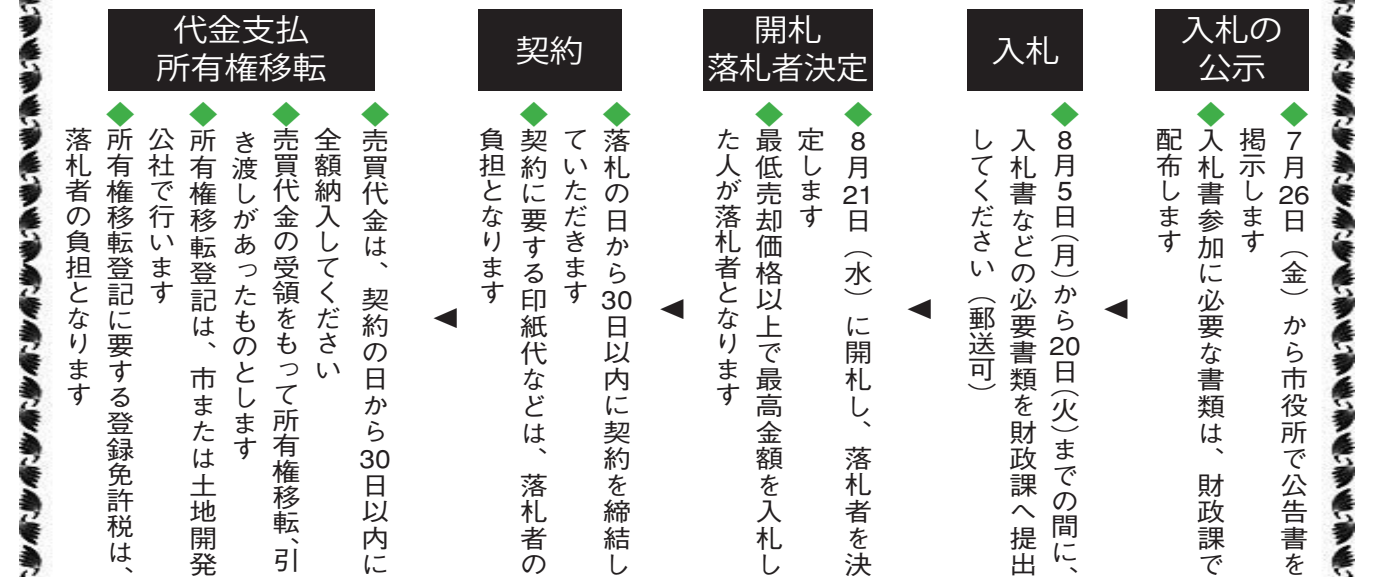 入札の
公示
◆7月26日（金）から市役所で公告書を
掲示します
◆入札書参加に必要な書類は、財政課で
配布します
入札
◆8月5日（月）から20日（火）までの間に、
入札書などの必要書類を財政課へ提出
してください（郵送可）
開札
落札者決定
◆8月21日（水）に開札し、落札者を決
定します
◆最低売却価格以上で最高金額を入札し
た人が落札者となります
契約
◆落札の日から30日以内に契約を締結し
ていただきます
◆契約に要する印紙代などは、落札者の
負担となります
代金支払
所有権移転
◆売買代金は、契約の日から30日以内に
全額納入してください
◆売買代金の受領をもって所有権移転、引
き渡しがあったものとします
◆所有権移転登記は、市または土地開発
公社で行います
◆所有権移転登記に要する登録免許税は、
落札者の負担となります